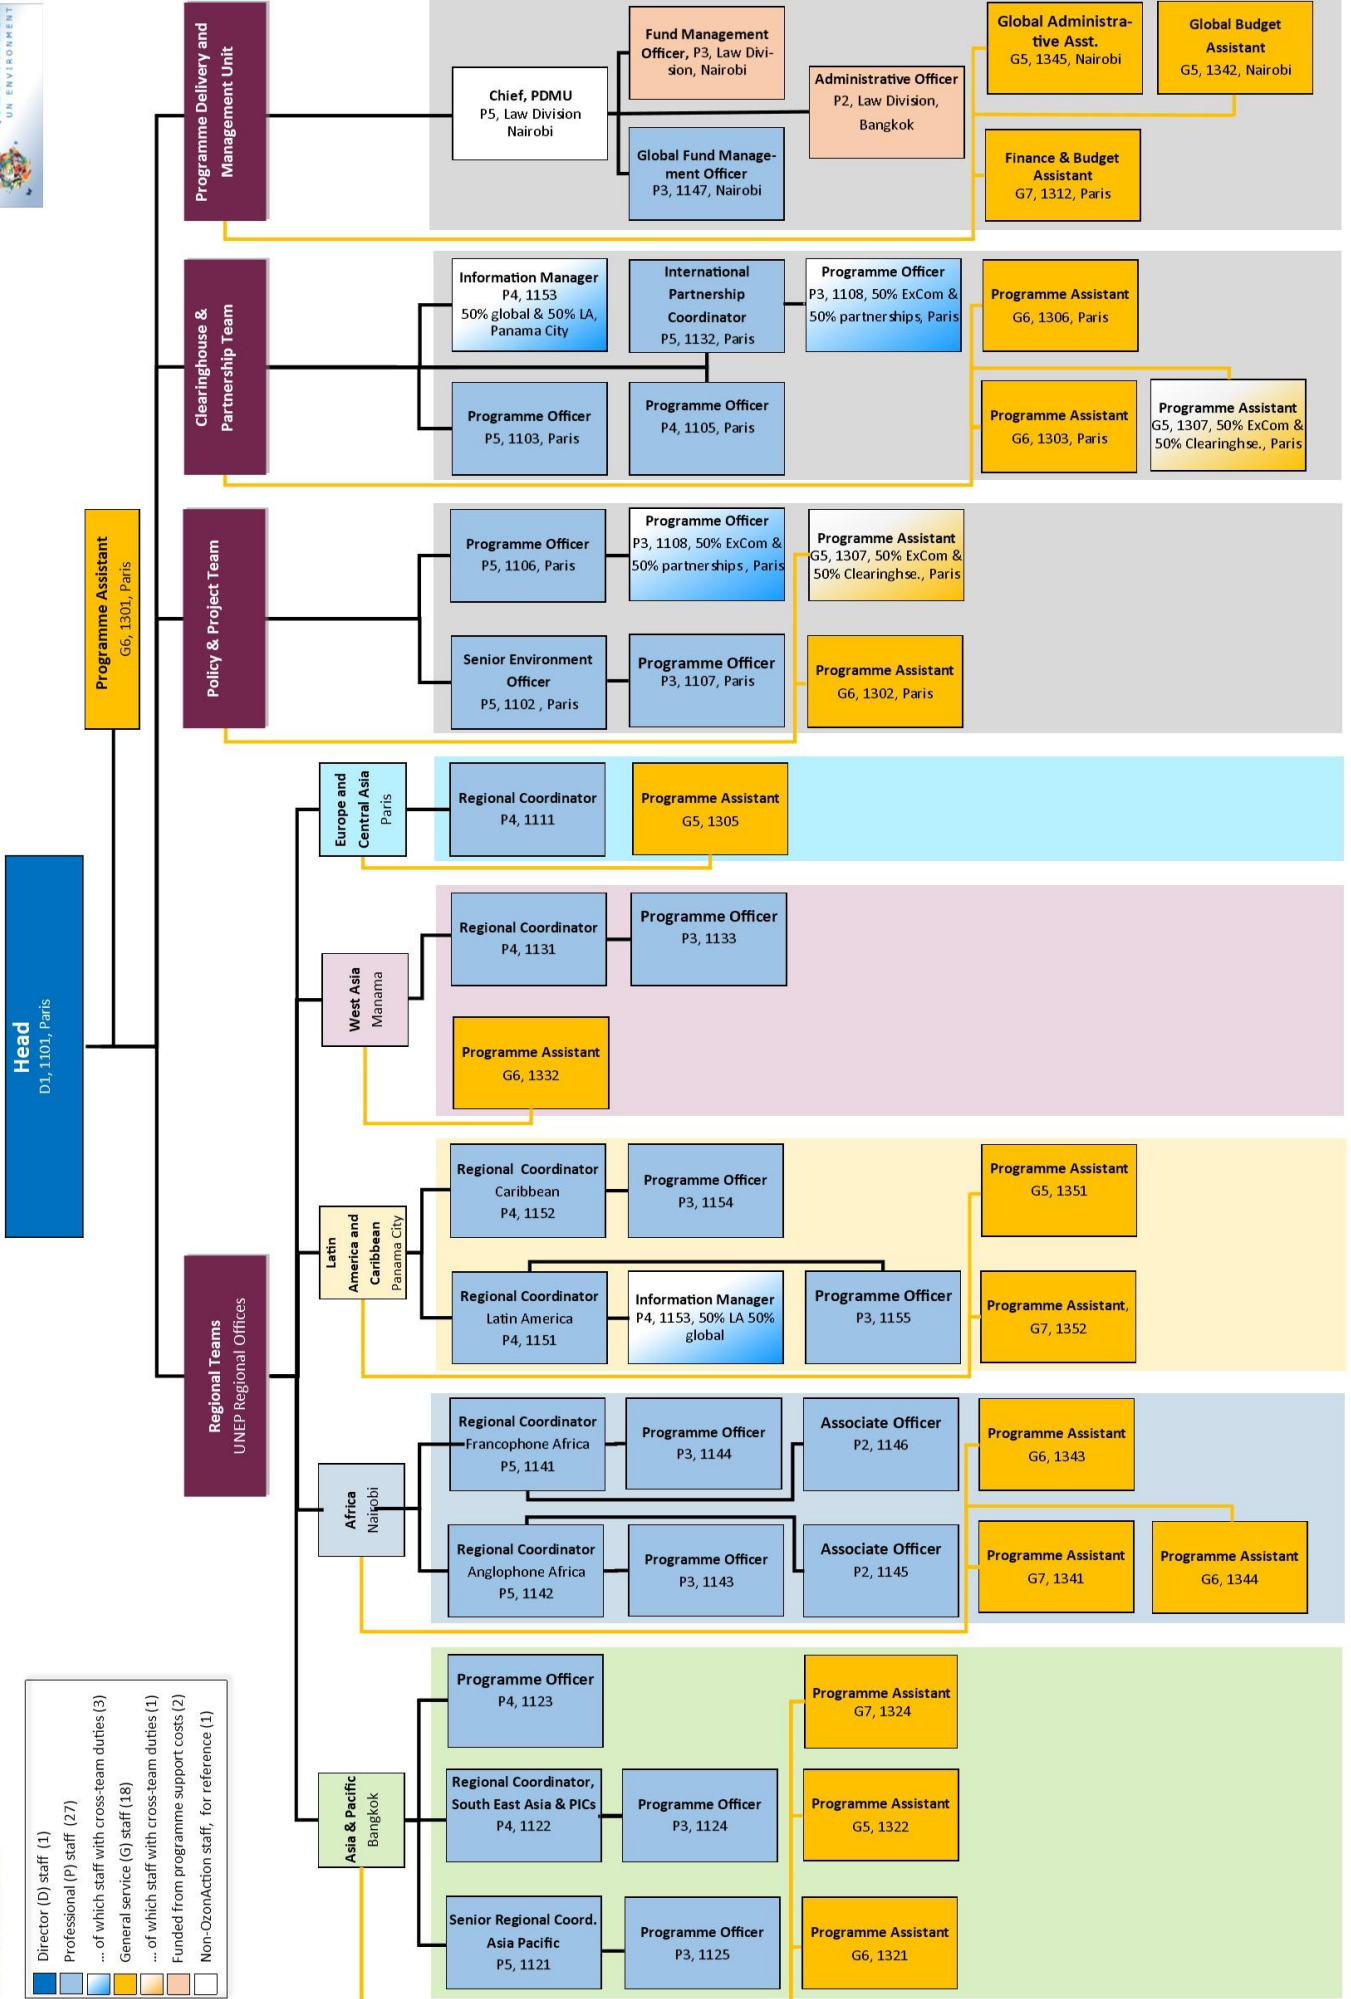 UN ENVIRONMENT
Head
D1, 1101, Paris
Programme Assistant
G6, 1301, Paris
Programme Delivery and
Management Unit
Chief, PDMU
P5, Law Division
Nairobi
Fund Management
Officer, P3, Law Divi-
sion, Nairobi
Global Fund Manage-
ment Officer
P3, 1147, Nairobi
Administrative Officer
P2, Law Division,
Bangkok
Global Administra-
tive Asst.
G5, 1345, Nairobi
Global Budget
Assistant
G5, 1342, Nairobi
Finance & Budget
Assistant
G7, 1312, Paris
Clearinghouse &
Partnership Team
Information Manager
P4, 1153
50% global & 50% LA,
Panama City
International
Partnership
Coordinator
P5, 1132, Paris
Programme Officer
P3, 1108, 50% ExCom &
50% partnerships, Paris
Programme Assistant
G6, 1306, Paris
Programme Officer
P5, 1103, Paris
Programme Officer
P4, 1105, Paris
Programme Assistant
G6, 1303, Paris
Programme Assistant
G5, 1307, 50% ExCom &
50% Clearinghse., Paris
Policy & Project Team
Programme Officer
P5, 1106, Paris
Programme Officer
P3, 1108, 50% ExCom &
50% partnerships, Paris
Programme Assistant
G5, 1307, 50% ExCom &
50% Clearinghse., Paris
Senior Environment
Officer
P5, 1102 , Paris
Programme Officer
P3, 1107, Paris
Programme Assistant
G6, 1302, Paris
Regional Teams
UNEP Regional Offices
Europe and
Central Asia
Paris
Regional Coordinator
P4, 1111
Programme Assistant
G5, 1305
West Asia
Manama
Regional Coordinator
P4, 1131
Programme Officer
P3, 1133
Programme Assistant
G6, 1332
Latin
America and
Caribbean
Panama City
Regional Coordinator
Caribbean
P4, 1152
Programme Officer
P3, 1154
Programme Assistant
G5, 1351
Regional Coordinator
Latin America
P4, 1151
Information Manager
P4, 1153, 50% LA 50%
global
Programme Officer
P3, 1155
Programme Assistant,
G7, 1352
Africa
Nairobi
Regional Coordinator
Francophone Africa
P5, 1141
Programme Officer
P3, 1144
Associate Officer
P2, 1146
Programme Assistant
G6, 1343
Regional Coordinator
Anglophone Africa
P5, 1142
Programme Officer
P3, 1143
Associate Officer
P2, 1145
Programme Assistant
G7, 1341
Programme Assistant
G6, 1344
Asia & Pacific
Bangkok
Programme Officer
P4, 1123
Programme Assistant
G7, 1324
Regional Coordinator,
South East Asia & PICs
P4, 1122
Programme Officer
P3, 1124
Programme Assistant
G5, 1322
Senior Regional Coord.
Asia Pacific
P5, 1121
Programme Officer
P3, 1125
Programme Assistant
G6, 1321
Director (D) staff (1)
Professional (P) staff (27)
... of which staff with cross-team duties (3)
General service (G) staff (18)
... of which staff with cross-team duties (1)
Funded from programme support costs (2)
Non-OzonAction staff, for reference (1)